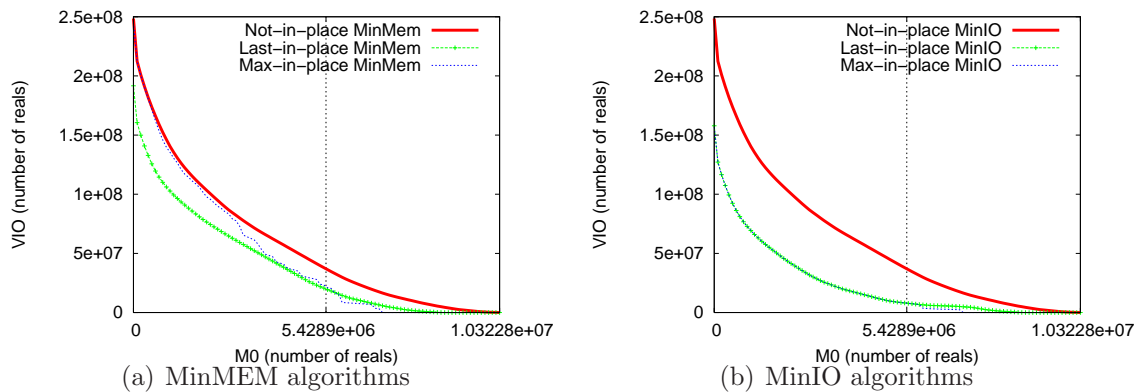 2.5e+08
2e+08
1.5e+08
1e+08
5e+07
0
VIO (number of reals)
Not-in-place MinMem
Last-in-place MinMem
Max-in-place MinMem
0
5.4289e+06
1.03228e+07
M0 (number of reals)
(a) MinMEM algorithms
2.5e+08
2e+08
1.5e+08
1e+08
5e+07
0
VIO (number of reals)
Not-in-place MinIO
Last-in-place MinIO
Max-in-place MinIO
0
5.4289e+06
1.03228e+07
M0 (number of reals)
(b) MinIO algorithms